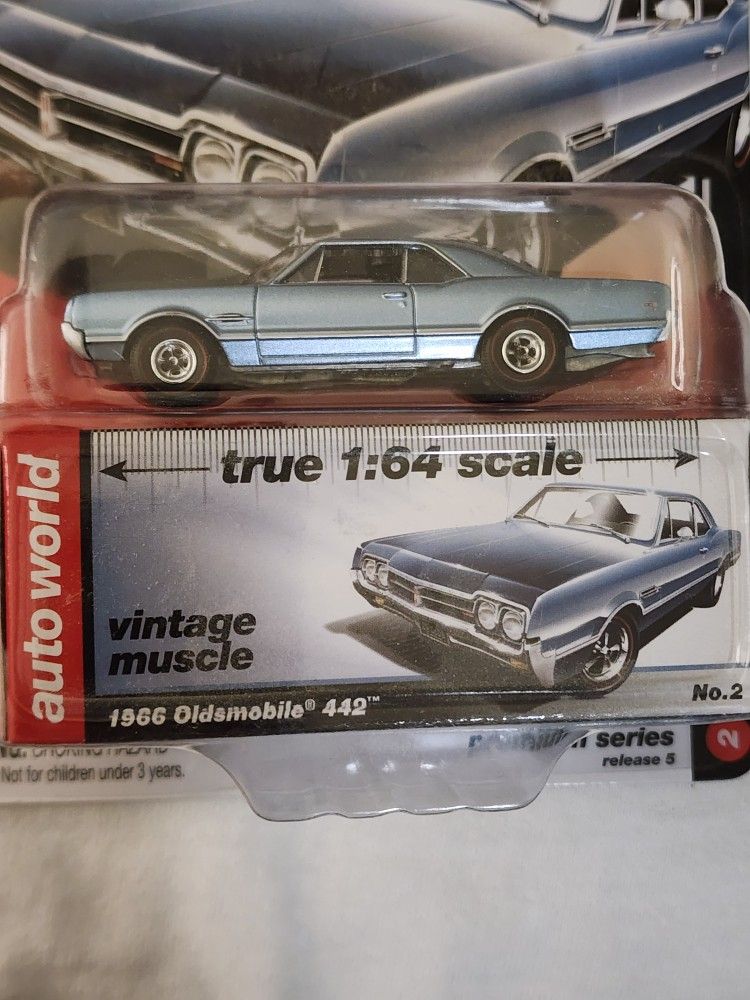 true 1:64 scale
auto world
vintage
muscle
1966 Oldsmobile® 442™
No.2
series
release 5
2
Not for children under 3 years.